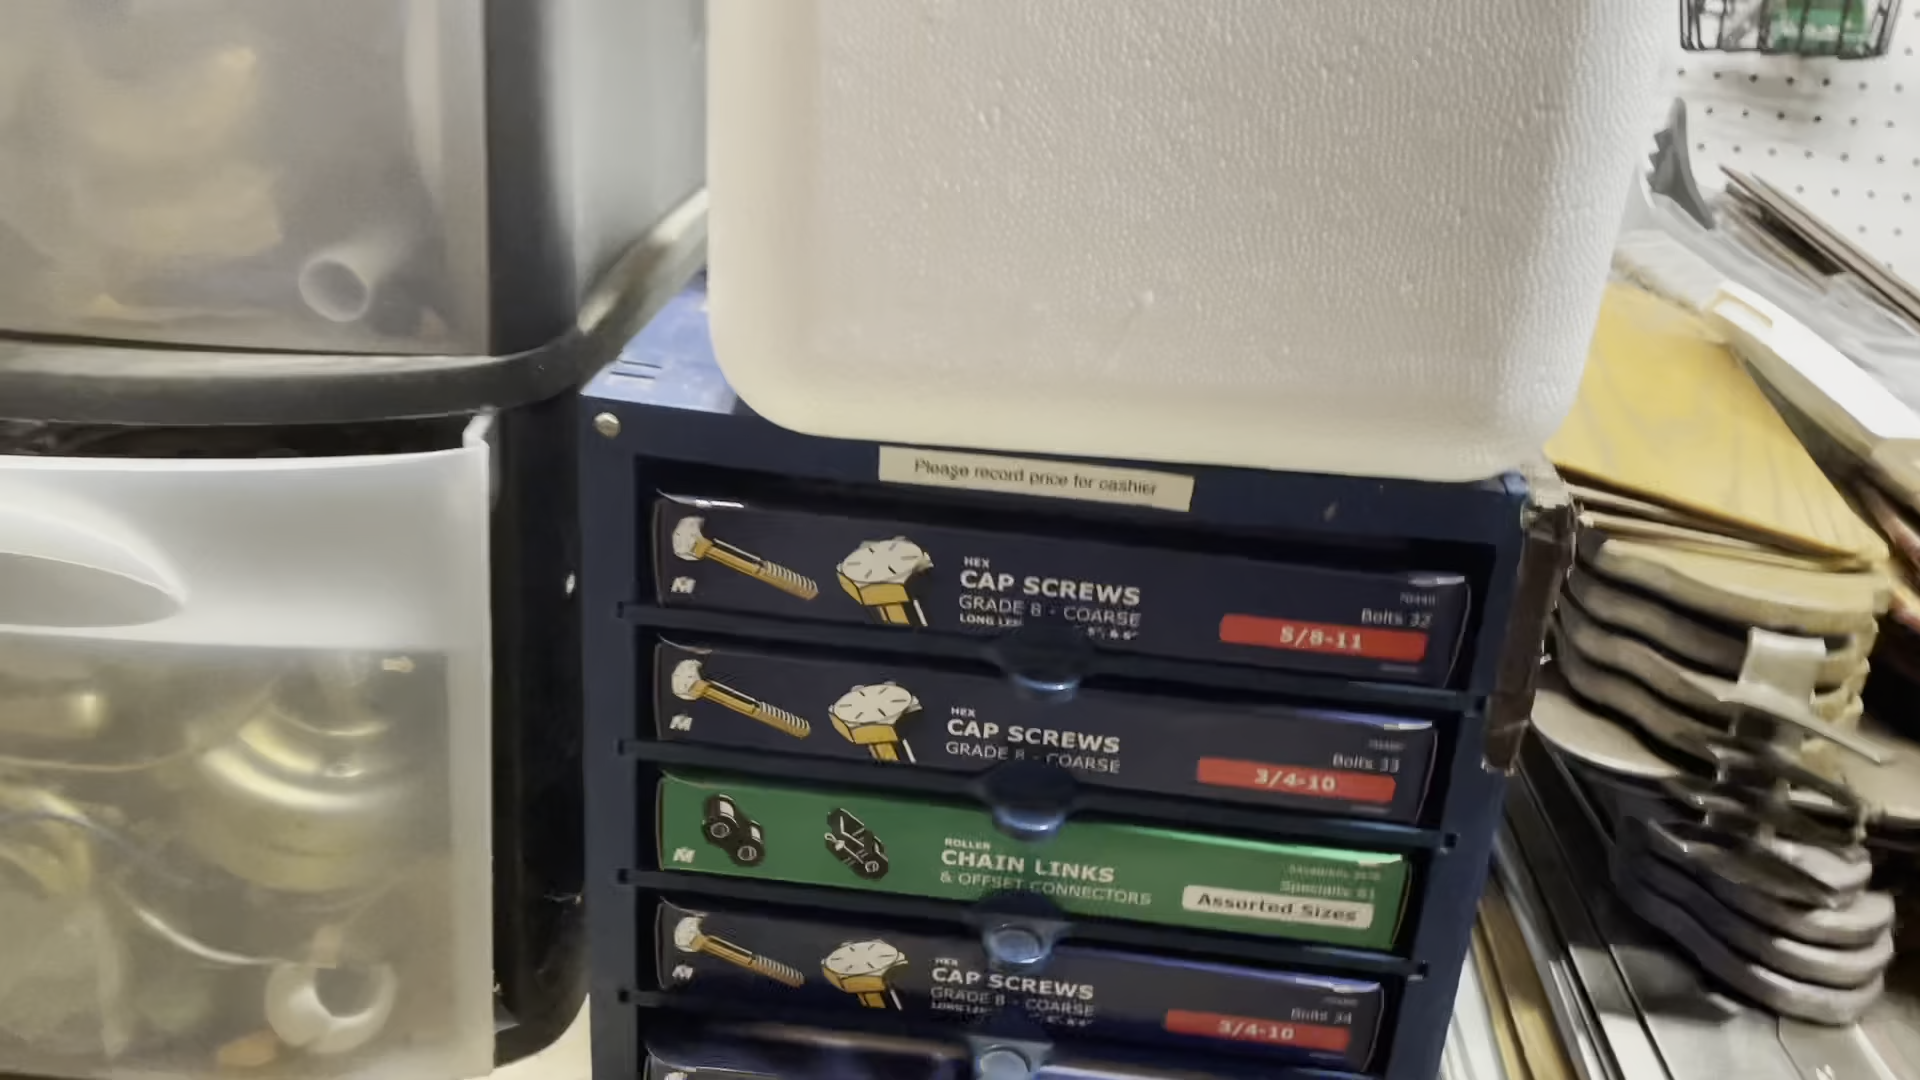 Please record price for cashier
HEX
CAP SCREWS
GRADE 8 - COARSE
Bolts 32
5/8-11
HEX
CAP SCREWS
GRADE 8 - COARSE
Bolts 33
3/4-10
ROLLER
CHAIN LINKS
& OFFSET CONNECTORS
Assorted Sizes
HEX
CAP SCREWS
GRADE 8 - COARSE
Bolts 34
3/4-10